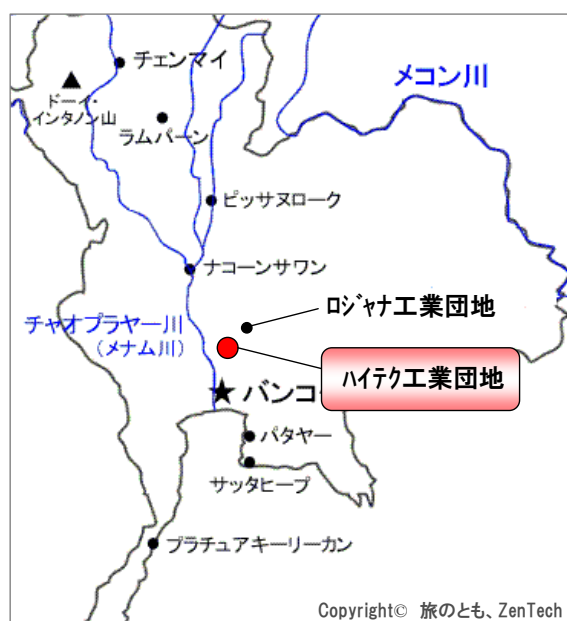 チェンマイ
メコン川
ドーイ・
インタノン山
ラムパーン
ピッサヌローク
ナコーンサワン
ロジャナ工業団地
チャオプラヤー川
（メナム川）
ハイテク工業団地
バンコ
パタヤー
サッタヒープ
プラチュアキーリーカン
Copyright© 旅のとも、ZenTech